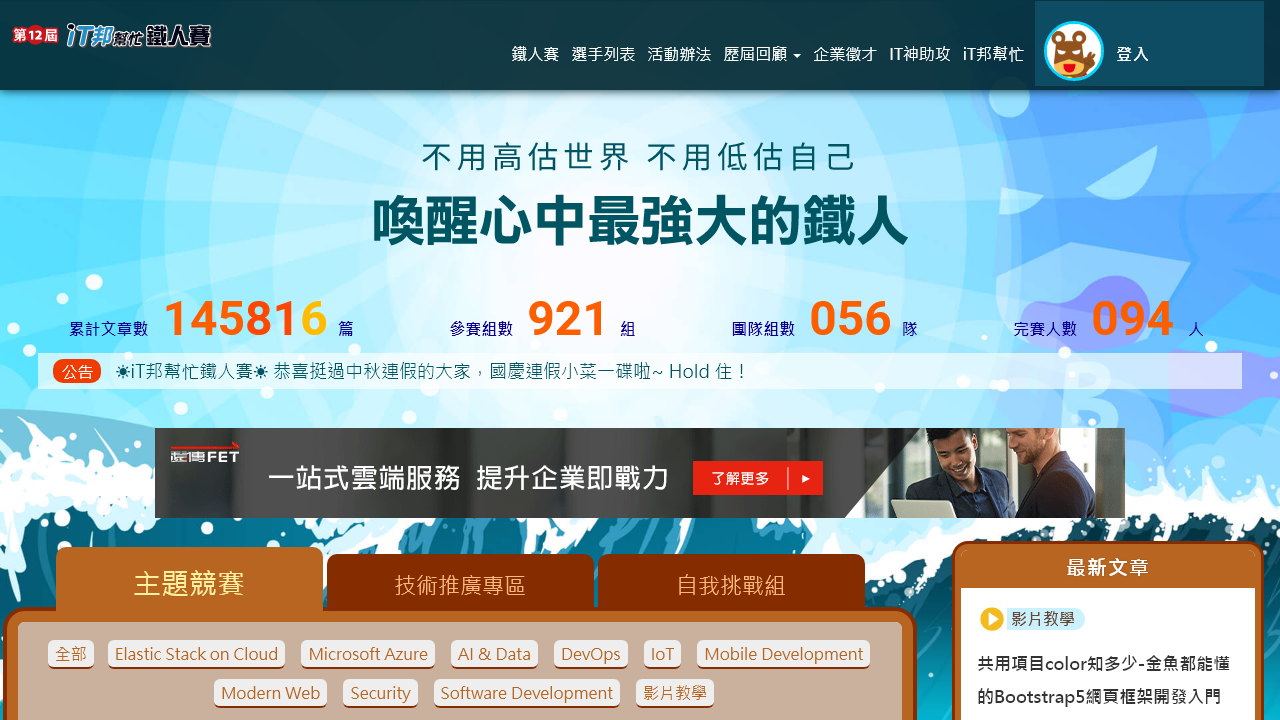 第12屆 iT邦幫忙 鐵人賽
鐵人賽 選手列表 活動辦法 歷屆回顧 企業徵才 IT神助攻 iT邦幫忙 登入
不用高估世界 不用低估自己
喚醒心中最強大的鐵人
累計文章數 145816 篇 參賽組數 921 組 團隊組數 056 隊 完賽人數 094 人
公告 ☀iT邦幫忙鐵人賽☀ 恭喜挺過中秋連假的大家，國慶連假小菜一碟啦~ Hold 住！
遠傳FET
一站式雲端服務 提升企業即戰力 了解更多
主題競賽 技術推廣專區 自我挑戰組
全部 Elastic Stack on Cloud Microsoft Azure AI & Data DevOps IoT Mobile Development
Modern Web Security Software Development 影片教學
最新文章
影片教學
共用項目color知多少-金魚都能懂
的Bootstrap5網頁框架開發入門